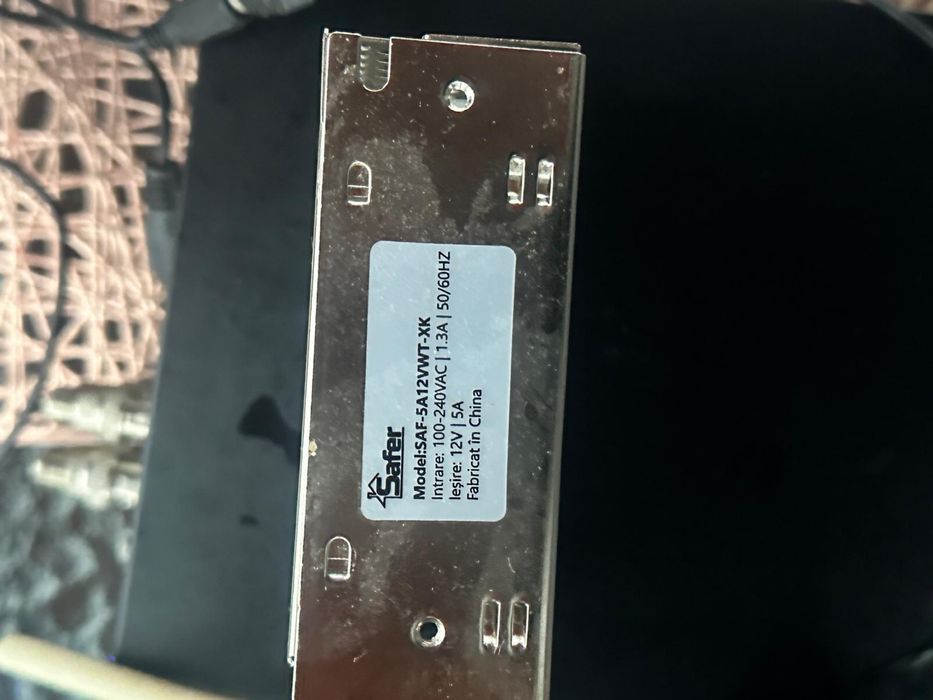 Safer
Model:SAF-5A12VWT-XK
Intrare: 100-240VAC | 1.3A | 50/60HZ
Ieșire: 12V | 5A
Fabricat în China